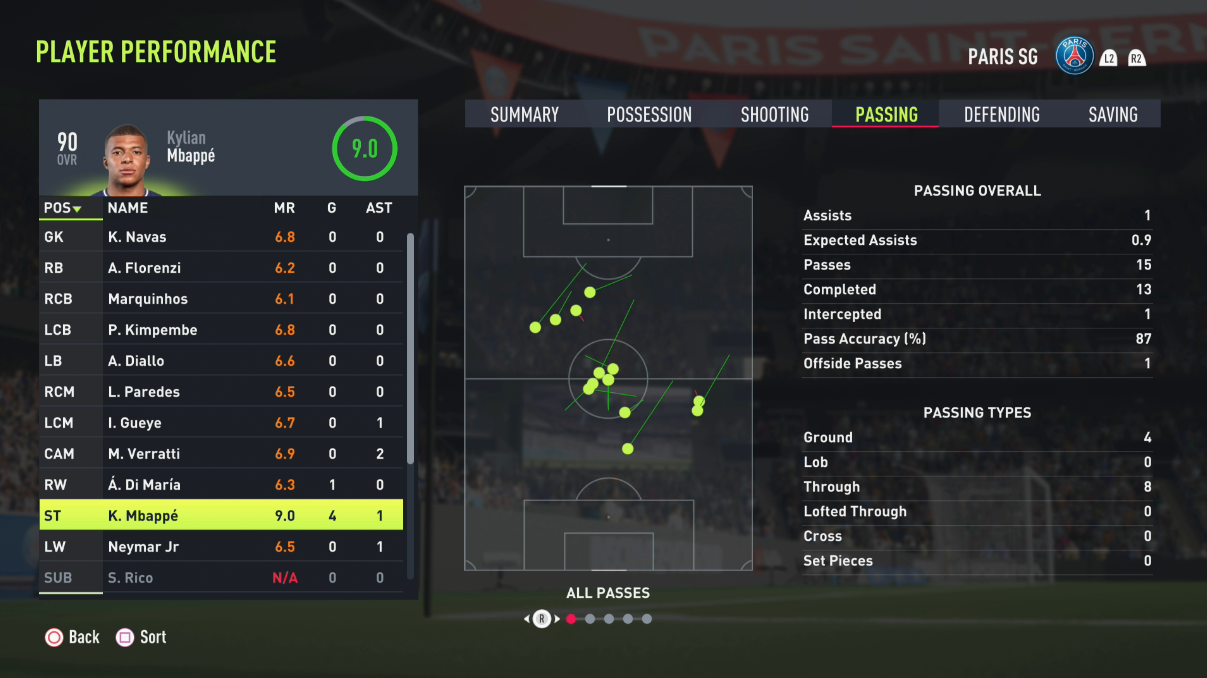 PLAYER PERFORMANCE
PARIS SAINT-GERM
PARIS SG
PARIS
L2
R2
SUMMARY POSSESSION SHOOTING PASSING DEFENDING SAVING
90
OVR
Kylian
Mbappé
9.0
POS NAME MR G AST
GK K. Navas 6.8 0 0
RB A. Florenzi 6.2 0 0
RCB Marquinhos 6.1 0 0
LCB P. Kimpembe 6.8 0 0
LB A. Diallo 6.6 0 0
RCM L. Paredes 6.5 0 0
LCM I. Gueye 6.7 0 1
CAM M. Verratti 6.9 0 2
RW Á. Di María 6.3 1 0
ST K. Mbappé 9.0 4 1
LW Neymar Jr 6.5 0 1
SUB S. Rico N/A 0 0
ALL PASSES
R
PASSING OVERALL
Assists 1
Expected Assists 0.9
Passes 15
Completed 13
Intercepted 1
Pass Accuracy (%) 87
Offside Passes 1
PASSING TYPES
Ground 4
Lob 0
Through 8
Lofted Through 0
Cross 0
Set Pieces 0
Back
Sort